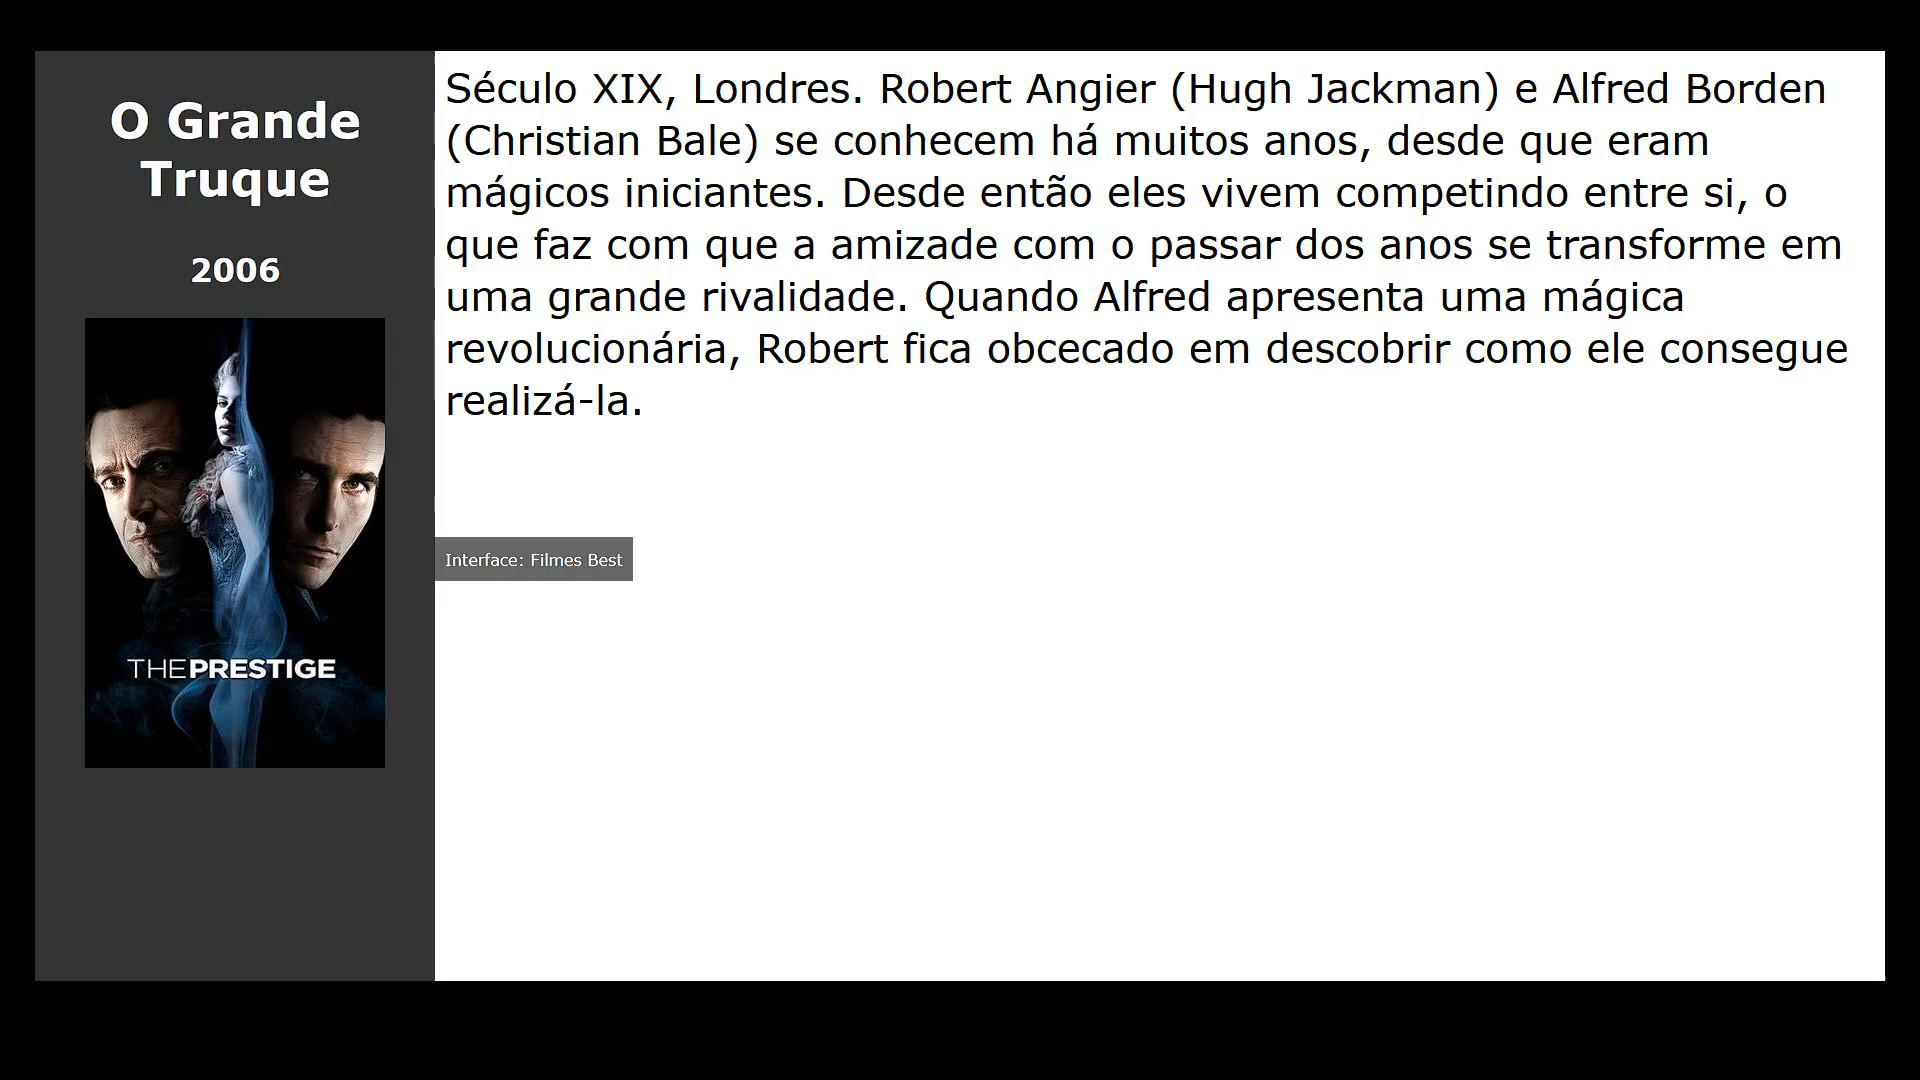 O Grande
Truque
2006
THE PRESTIGE
Século XIX, Londres. Robert Angier (Hugh Jackman) e Alfred Borden
(Christian Bale) se conhecem há muitos anos, desde que eram
mágicos iniciantes. Desde então eles vivem competindo entre si, o
que faz com que a amizade com o passar dos anos se transforme em
uma grande rivalidade. Quando Alfred apresenta uma mágica
revolucionária, Robert fica obcecado em descobrir como ele consegue
realizá-la.
Interface: Filmes Best